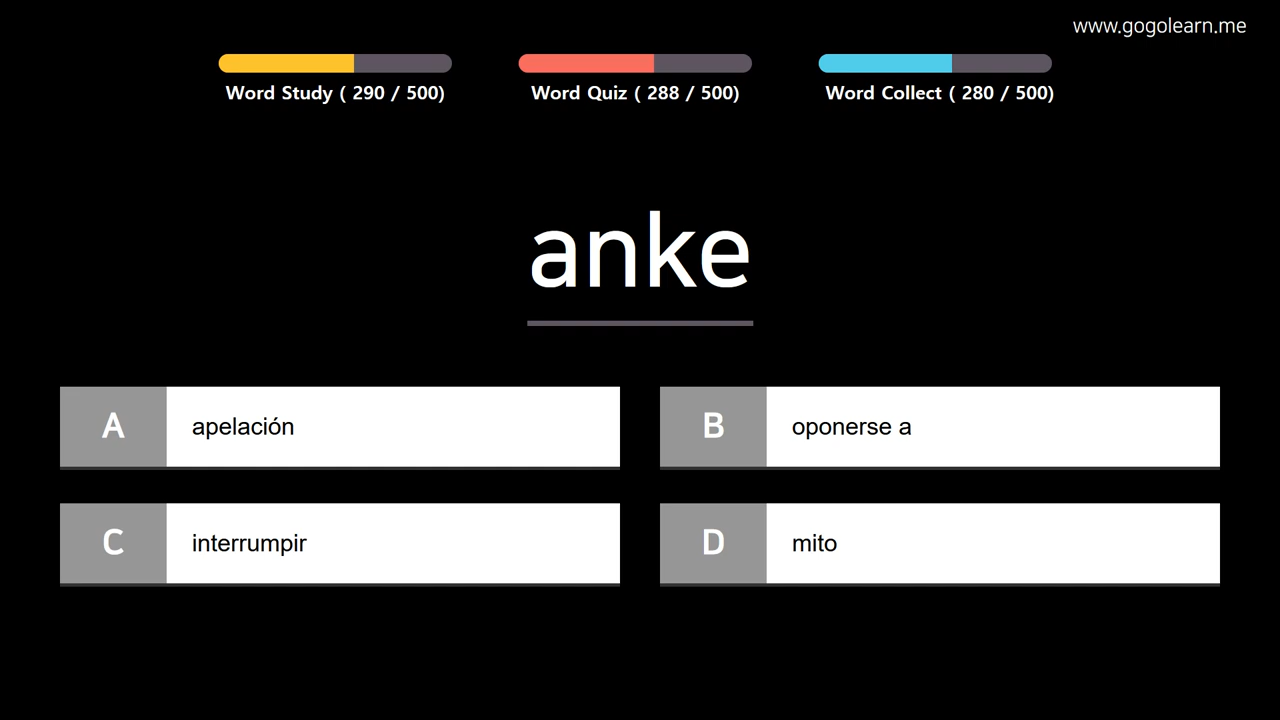 www.gogolearn.me
Word Study ( 290 / 500)
Word Quiz ( 288 / 500)
Word Collect ( 280 / 500)
anke
A apelación
B oponerse a
C interrumpir
D mito